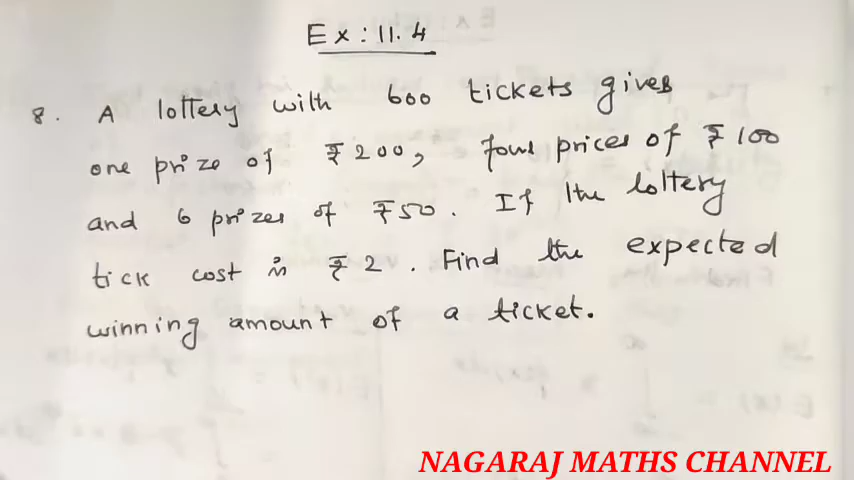 Ex: 11.4
8. A lottery with 600 tickets gives
one prize of ₹200, four prices of ₹100
and 6 prizes of ₹50. If the lottery
tick cost is ₹2. Find the expected
winning amount of a ticket.
NAGARAJ MATHS CHANNEL